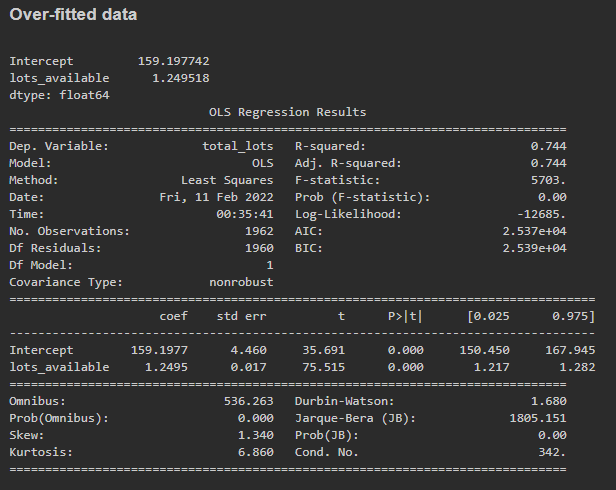 Over-fitted data
Intercept 159.197742
lots_available 1.249518
dtype: float64
OLS Regression Results
==============================================================================
Dep. Variable: total_lots R-squared: 0.744
Model: OLS Adj. R-squared: 0.744
Method: Least Squares F-statistic: 5703.
Date: Fri, 11 Feb 2022 Prob (F-statistic): 0.00
Time: 00:35:41 Log-Likelihood: -12685.
No. Observations: 1962 AIC: 2.537e+04
Df Residuals: 1960 BIC: 2.539e+04
Df Model: 1
Covariance Type: nonrobust
==================================================================================
coef std err t P>|t| [0.025 0.975]
----------------------------------------------------------------------------------
Intercept 159.1977 4.460 35.691 0.000 150.450 167.945
lots_available 1.2495 0.017 75.515 0.000 1.217 1.282
==============================================================================
Omnibus: 536.263 Durbin-Watson: 1.680
Prob(Omnibus): 0.000 Jarque-Bera (JB): 1805.151
Skew: 1.340 Prob(JB): 0.00
Kurtosis: 6.860 Cond. No. 342.
==============================================================================